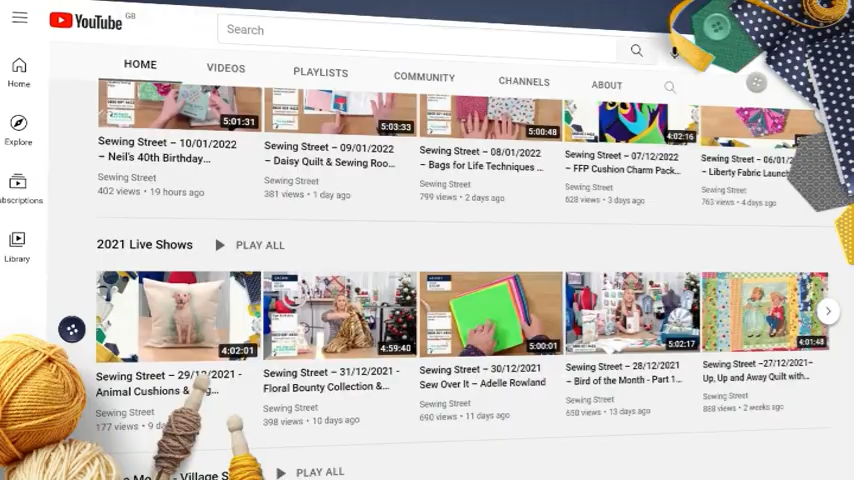 YouTube GB
Search
HOME VIDEOS PLAYLISTS COMMUNITY CHANNELS ABOUT
Home
Explore
Library
5:01:31 5:03:33 5:00:48 4:02:16
Sewing Street – 10/01/2022
– Neil's 40th Birthday...
Sewing Street
402 views • 19 hours ago
Sewing Street – 09/01/2022
– Daisy Quilt & Sewing Roo...
Sewing Street
381 views • 1 day ago
Sewing Street – 08/01/2022
– Bags for Life Techniques ...
Sewing Street
799 views • 2 days ago
Sewing Street – 07/12/2022
– FFP Cushion Charm Pack...
Sewing Street
628 views • 3 days ago
Sewing Street – 06/01/
– Liberty Fabric Launch
Sewing Street
763 views • 4 days ago
2021 Live Shows PLAY ALL
4:02:01 4:59:40 5:00:01 5:02:17 4:01:48
Sewing Street – 29/12/2021 -
Animal Cushions &
Sewing Street
177 views • 9
Sewing Street – 31/12/2021 -
Floral Bounty Collection &...
Sewing Street
398 views • 10 days ago
Sewing Street – 30/12/2021
Sew Over It – Adelle Rowland
Sewing Street
690 views • 11 days ago
Sewing Street – 28/12/2021
– Bird of the Month - Part 1...
Sewing Street
658 views • 13 days ago
Sewing Street –27/12/2021–
Up, Up and Away Quilt with...
Sewing Street
888 views • 2 weeks ago
- Village PLAY ALL